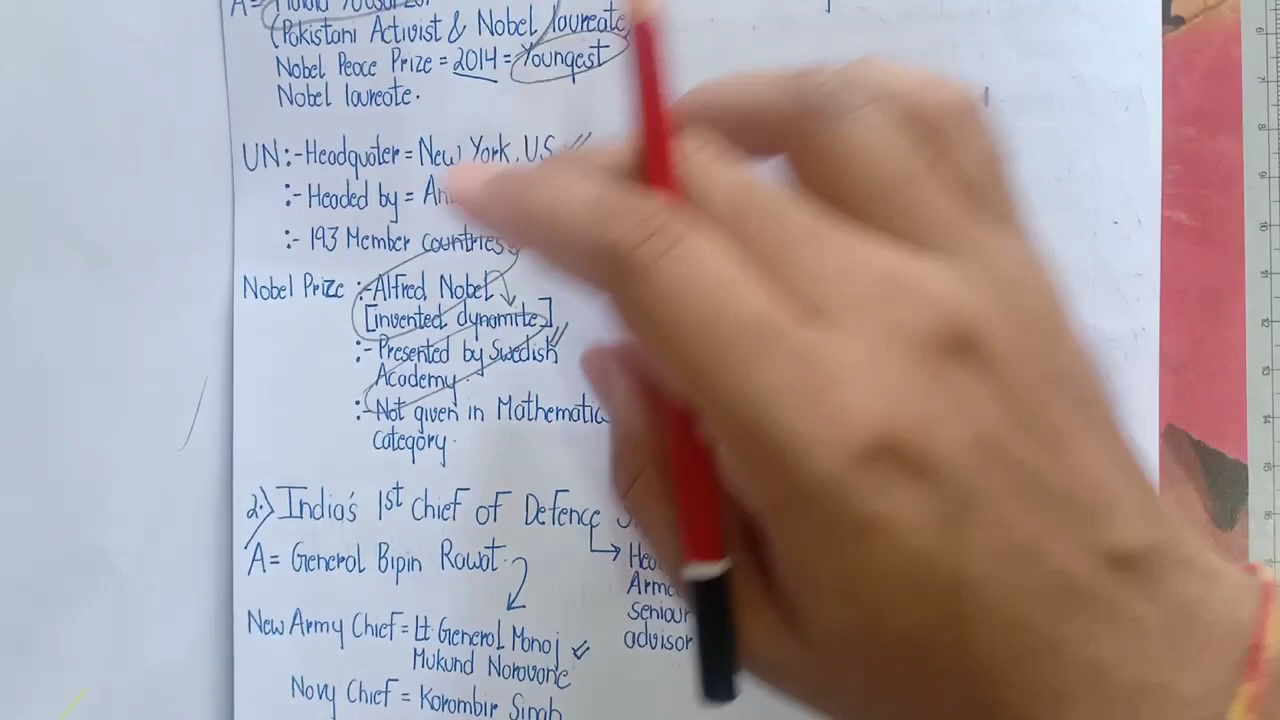 A=
(Pakistani Activist & Nobel laureate
Nobel Peace Prize = 2014 = Youngest
Nobel laureate.
UN:-Headquater = New York, US
:- Headed by =
:- 193 Member countries
Nobel Prize :- Alfred Nobel
[invented dynamite]
:- Presented by Swedish
Academy.
:- Not given in Mathematic
category.
2.) India's 1st Chief of Defence
A= General Bipin Rawat.
New Army Chief = Lt General Manoj
Mukund Naravane
Navy Chief = Karambir Singh
seniour
advisor